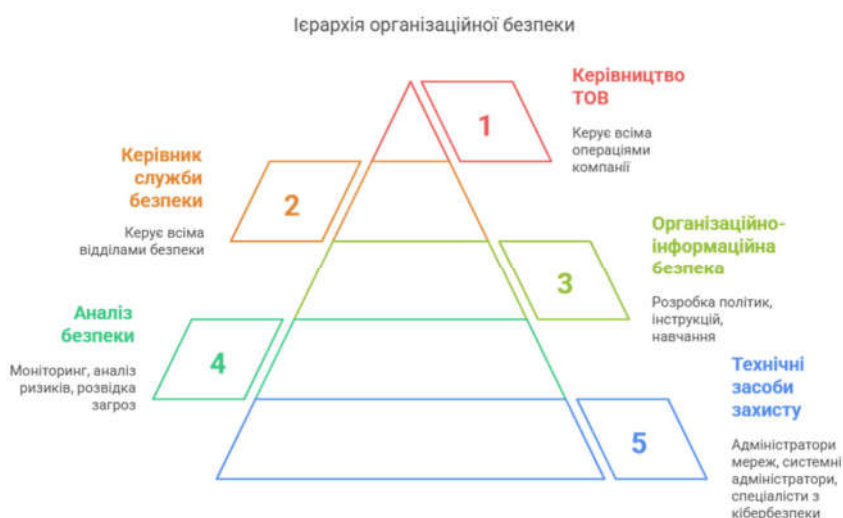 Ієрархія організаційної безпеки
1
Керівництво
ТОВ
Керує всіма
операціями
компанії
2
Керівник
служби
безпеки
Керує всіма
відділами безпеки
3
Організаційно-
інформаційна
безпека
Розробка політик,
інструкцій,
навчання
4
Аналіз
безпеки
Моніторинг, аналіз
ризиків, розвідка
загроз
5
Технічні
засоби
захисту
Адміністратори
мереж, системні
адміністратори,
спеціалісти з
кібербезпеки